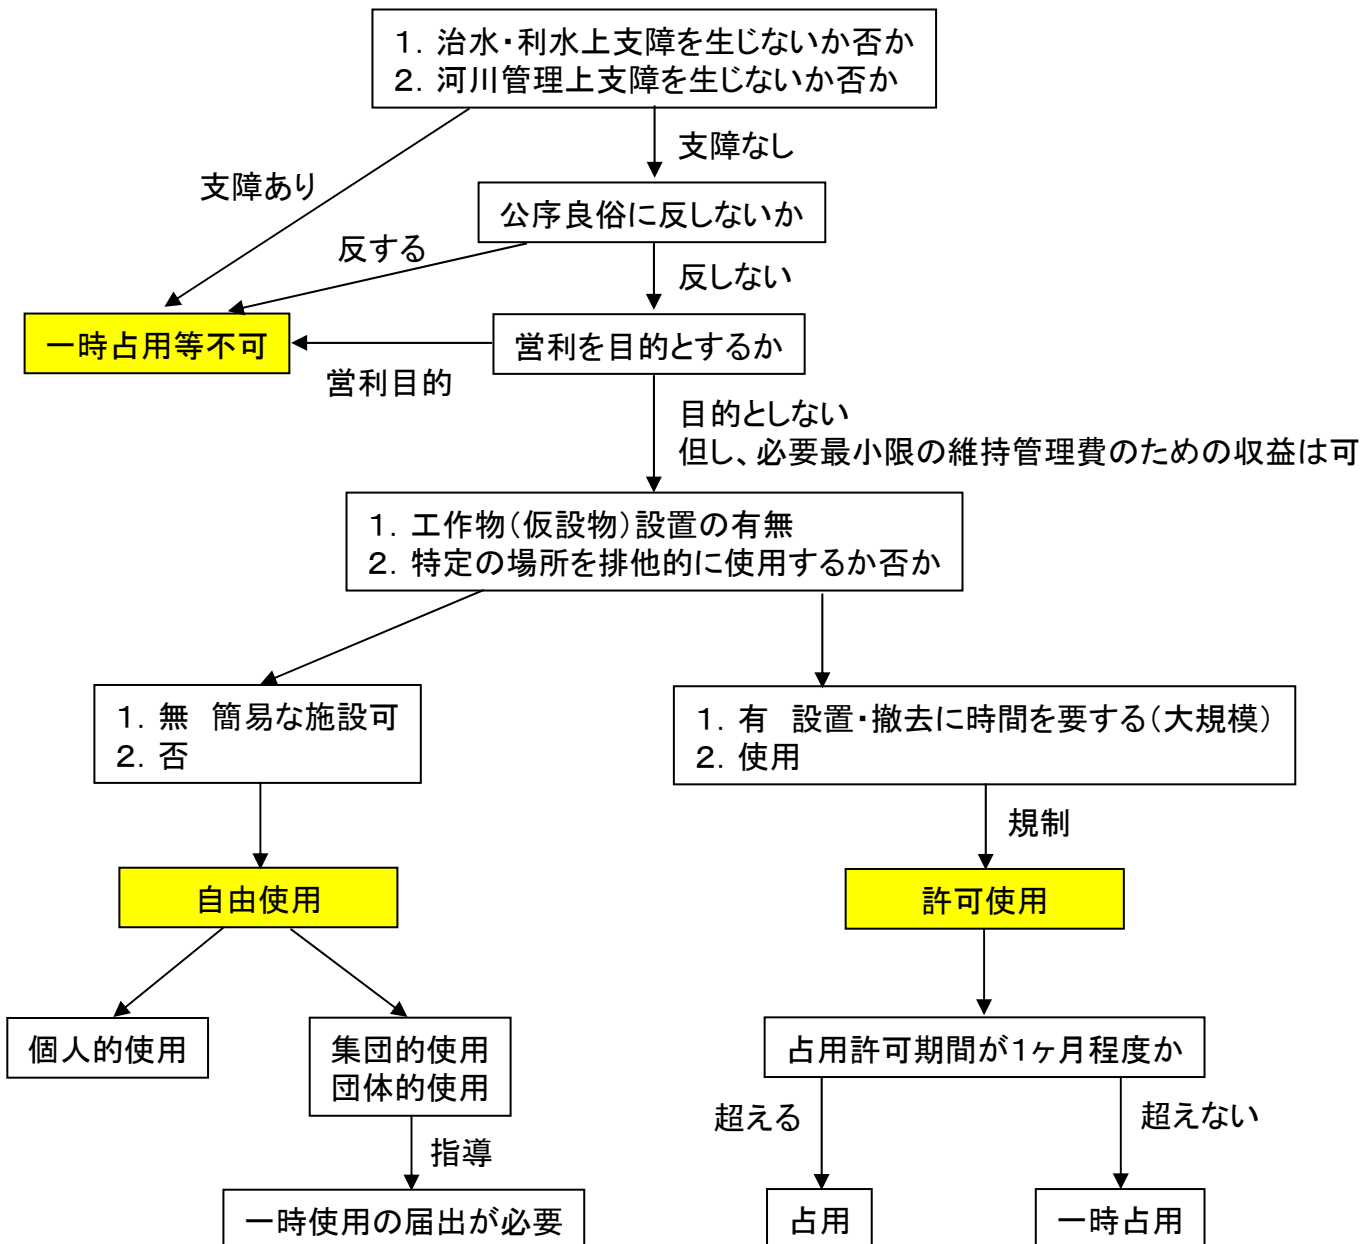 1．治水・利水上支障を生じないか否か
2．河川管理上支障を生じないか否か
支障なし
支障あり
公序良俗に反しないか
反する
反しない
一時占用等不可
営利を目的とするか
営利目的
目的としない
但し、必要最小限の維持管理費のための収益は可
1．工作物（仮設物）設置の有無
2．特定の場所を排他的に使用するか否か
1．無　簡易な施設可
2．否
1．有　設置・撤去に時間を要する（大規模）
2．使用
規制
自由使用
許可使用
個人的使用
集団的使用
団体的使用
占用許可期間が1ヶ月程度か
超える
超えない
指導
一時使用の届出が必要
占用
一時占用